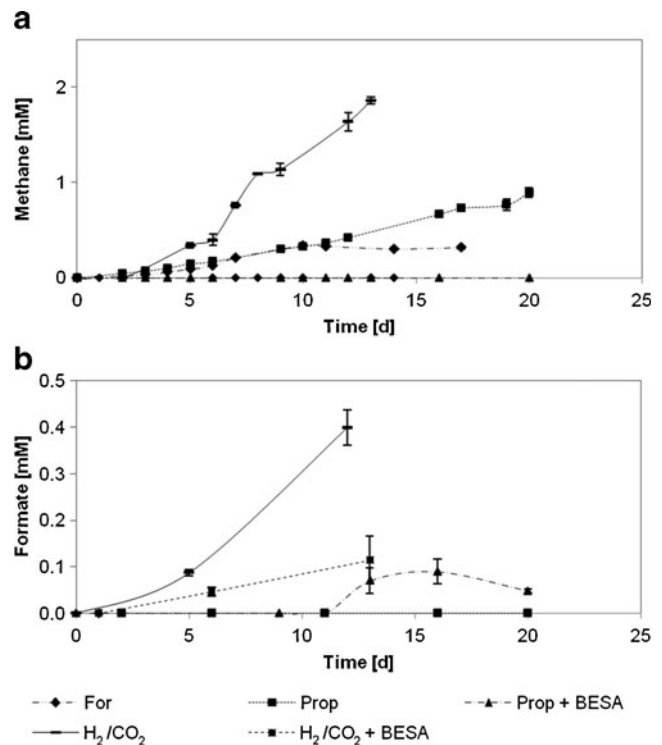 a
2
1
0
Methane [mM]
0 5 10 15 20 25
Time [d]
b
0.5
0.4
0.3
0.2
0.1
0.0
Formate [mM]
0 5 10 15 20 25
Time [d]
For Prop Prop + BESA
H₂/CO₂ H₂/CO₂ + BESA